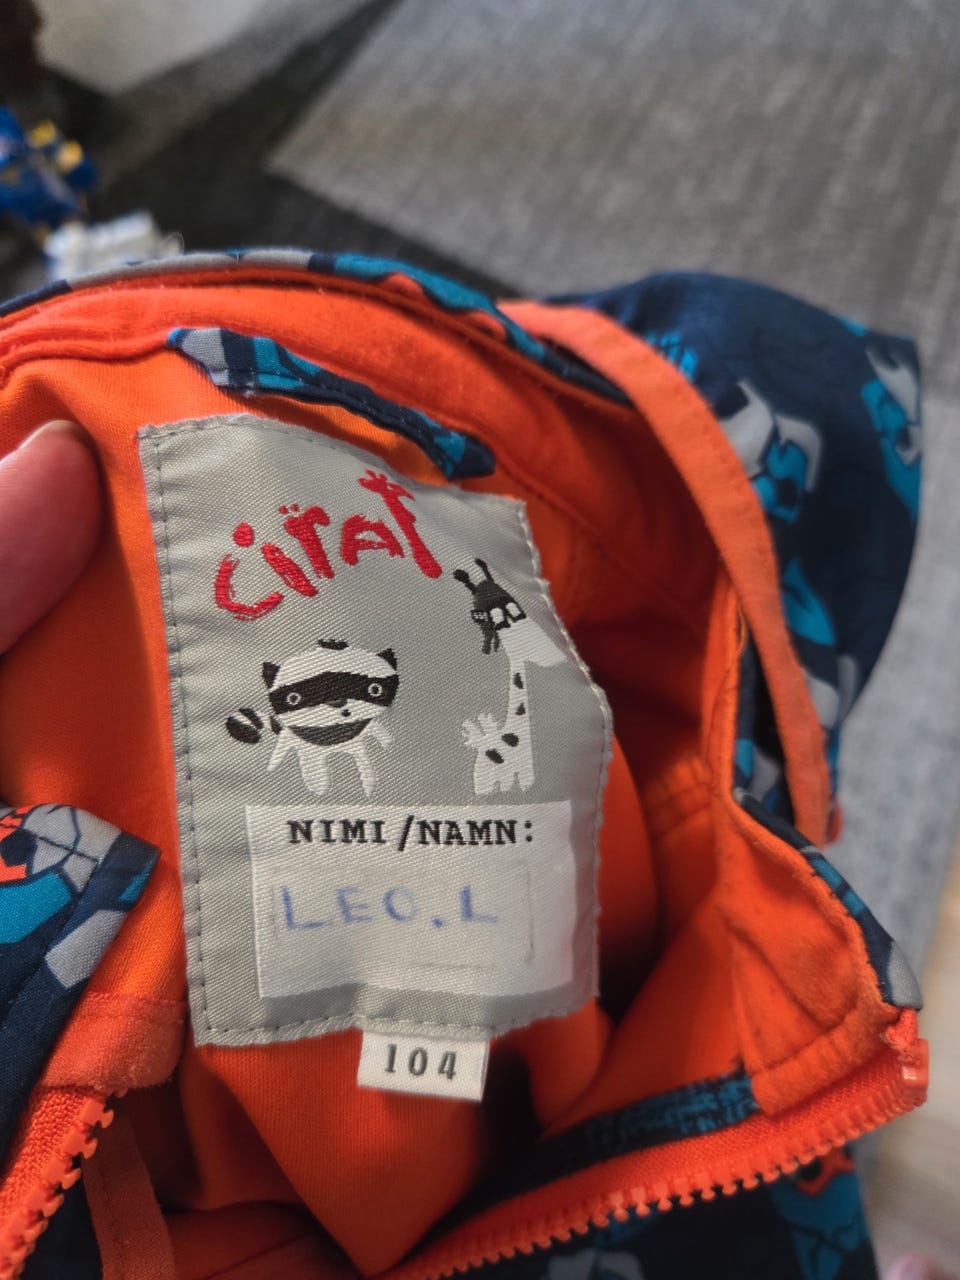 Ciraf
NIMI/NAMN:
LEO.L
104